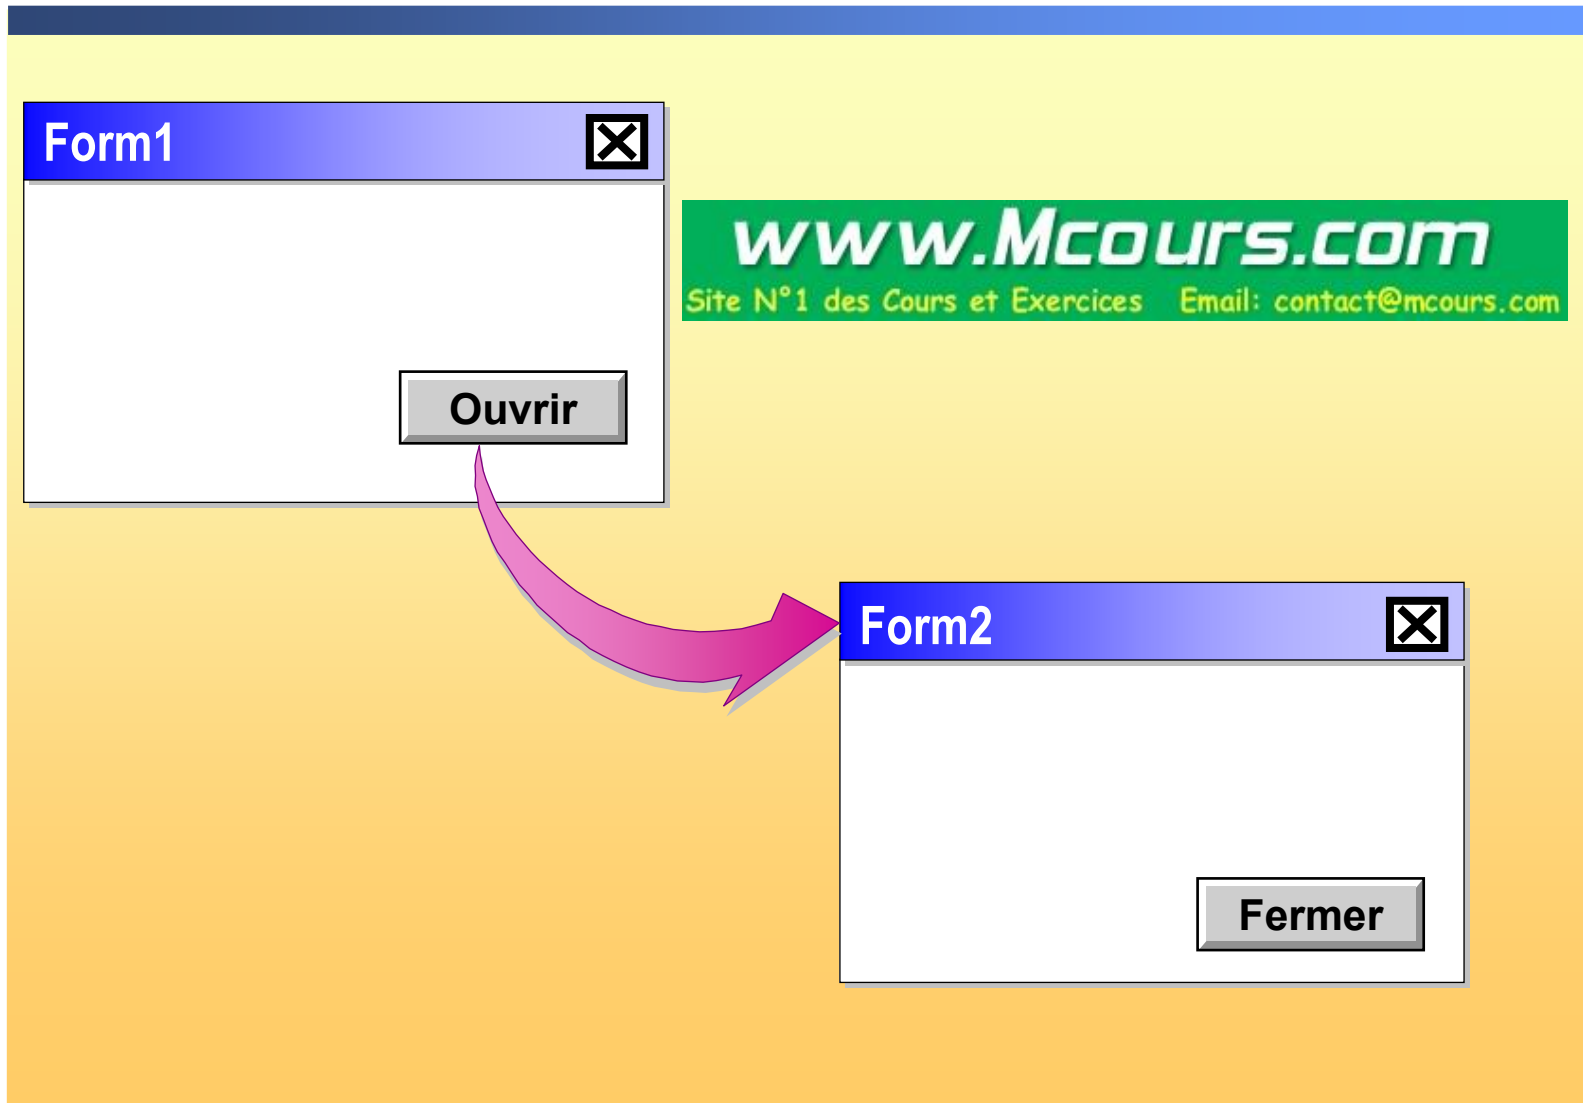 Form1
www.Mcours.com
Site N°1 des Cours et Exercices Email: contact@mcours.com
Ouvrir
Form2
Fermer